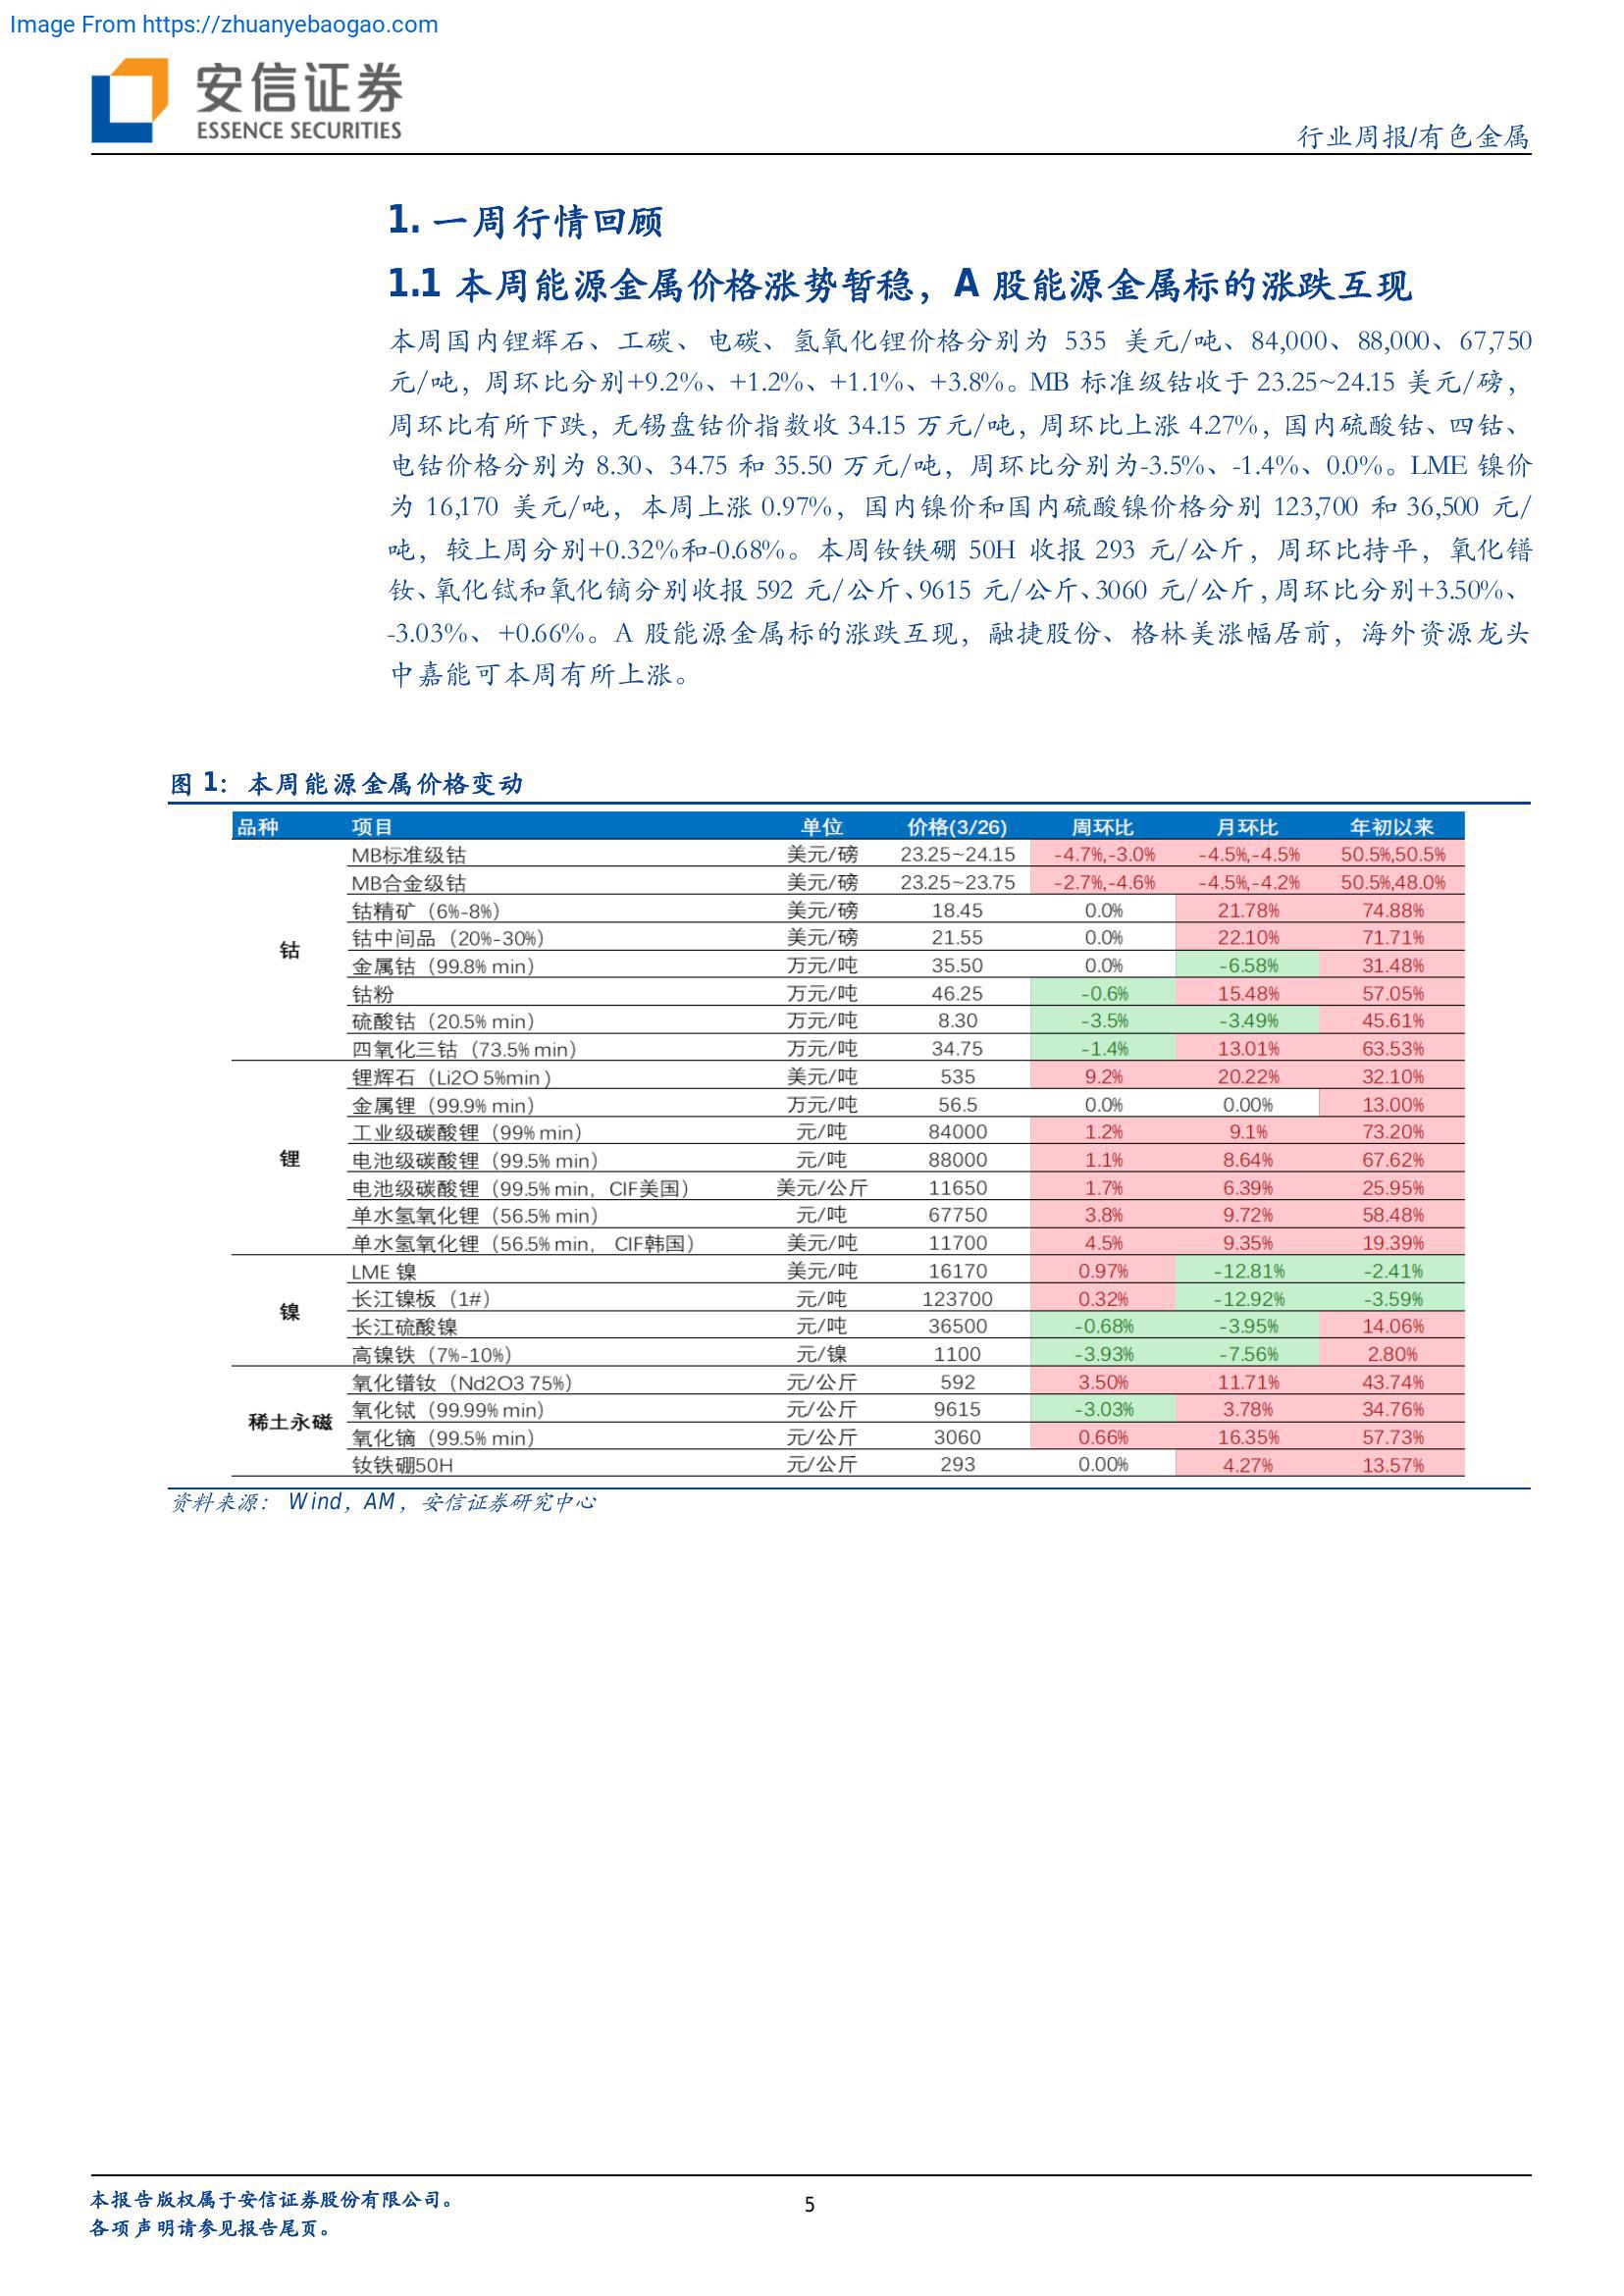 Image From https://zhuanyebaogao.com
安信证券
ESSENCE SECURITIES
行业周报/有色金属
1. 一周行情回顾
1.1 本周能源金属价格涨势暂稳，A 股能源金属标的涨跌互现
本周国内锂辉石、工碳、电碳、氢氧化锂价格分别为 535 美元/吨、84,000、88,000、67,750
元/吨，周环比分别+9.2%、+1.2%、+1.1%、+3.8%。MB 标准级钴收于 23.25~24.15 美元/磅，
周环比有所下跌，无锡盘钴价指数收 34.15 万元/吨，周环比上涨 4.27%，国内硫酸钴、四钴、
电钴价格分别为 8.30、34.75 和 35.50 万元/吨，周环比分别为-3.5%、-1.4%、0.0%。LME 镍价
为 16,170 美元/吨，本周上涨 0.97%，国内镍价和国内硫酸镍价格分别 123,700 和 36,500 元/
吨，较上周分别+0.32%和-0.68%。本周钕铁硼 50H 收报 293 元/公斤，周环比持平，氧化镨
钕、氧化铽和氧化镝分别收报 592 元/公斤、9615 元/公斤、3060 元/公斤，周环比分别+3.50%、
-3.03%、+0.66%。A 股能源金属标的涨跌互现，融捷股份、格林美涨幅居前，海外资源龙头
中嘉能可本周有所上涨。
图 1：本周能源金属价格变动
品种 项目 单位 价格(3/26) 周环比 月环比 年初以来
MB标准级钴 美元/磅 23.25~24.15 -4.7%,-3.0% -4.5%,-4.5% 50.5%,50.5%
MB合金级钴 美元/磅 23.25~23.75 -2.7%,-4.6% -4.5%,-4.2% 50.5%,48.0%
钴精矿（6%-8%） 美元/磅 18.45 0.0% 21.78% 74.88%
钴中间品（20%-30%） 美元/磅 21.55 0.0% 22.10% 71.71%
钴
金属钴（99.8% min） 万元/吨 35.50 0.0% -6.58% 31.48%
钴粉 万元/吨 46.25 -0.6% 15.48% 57.05%
硫酸钴（20.5% min） 万元/吨 8.30 -3.5% -3.49% 45.61%
四氧化三钴（73.5% min） 万元/吨 34.75 -1.4% 13.01% 63.53%
锂辉石（Li2O 5%min） 美元/吨 535 9.2% 20.22% 32.10%
金属锂（99.9% min） 万元/吨 56.5 0.0% 0.00% 13.00%
工业级碳酸锂（99% min） 元/吨 84000 1.2% 9.1% 73.20%
锂 电池级碳酸锂（99.5% min） 元/吨 88000 1.1% 8.64% 67.62%
电池级碳酸锂（99.5% min，CIF美国） 美元/公斤 11650 1.7% 6.39% 25.95%
单水氢氧化锂（56.5% min） 元/吨 67750 3.8% 9.72% 58.48%
单水氢氧化锂（56.5% min， CIF韩国） 美元/吨 11700 4.5% 9.35% 19.39%
LME 镍 美元/吨 16170 0.97% -12.81% -2.41%
长江镍板（1#） 元/吨 123700 0.32% -12.92% -3.59%
镍
长江硫酸镍 元/吨 36500 -0.68% -3.95% 14.06%
高镍铁（7%-10%） 元/镍 1100 -3.93% -7.56% 2.80%
氧化镨钕（Nd2O3 75%） 元/公斤 592 3.50% 11.71% 43.74%
稀土永磁 氧化铽（99.99% min） 元/公斤 9615 -3.03% 3.78% 34.76%
氧化镝（99.5% min） 元/公斤 3060 0.66% 16.35% 57.73%
钕铁硼50H 元/公斤 293 0.00% 4.27% 13.57%
资料来源：Wind，AM，安信证券研究中心
本报告版权属于安信证券股份有限公司。
各项声明请参见报告尾页。
5